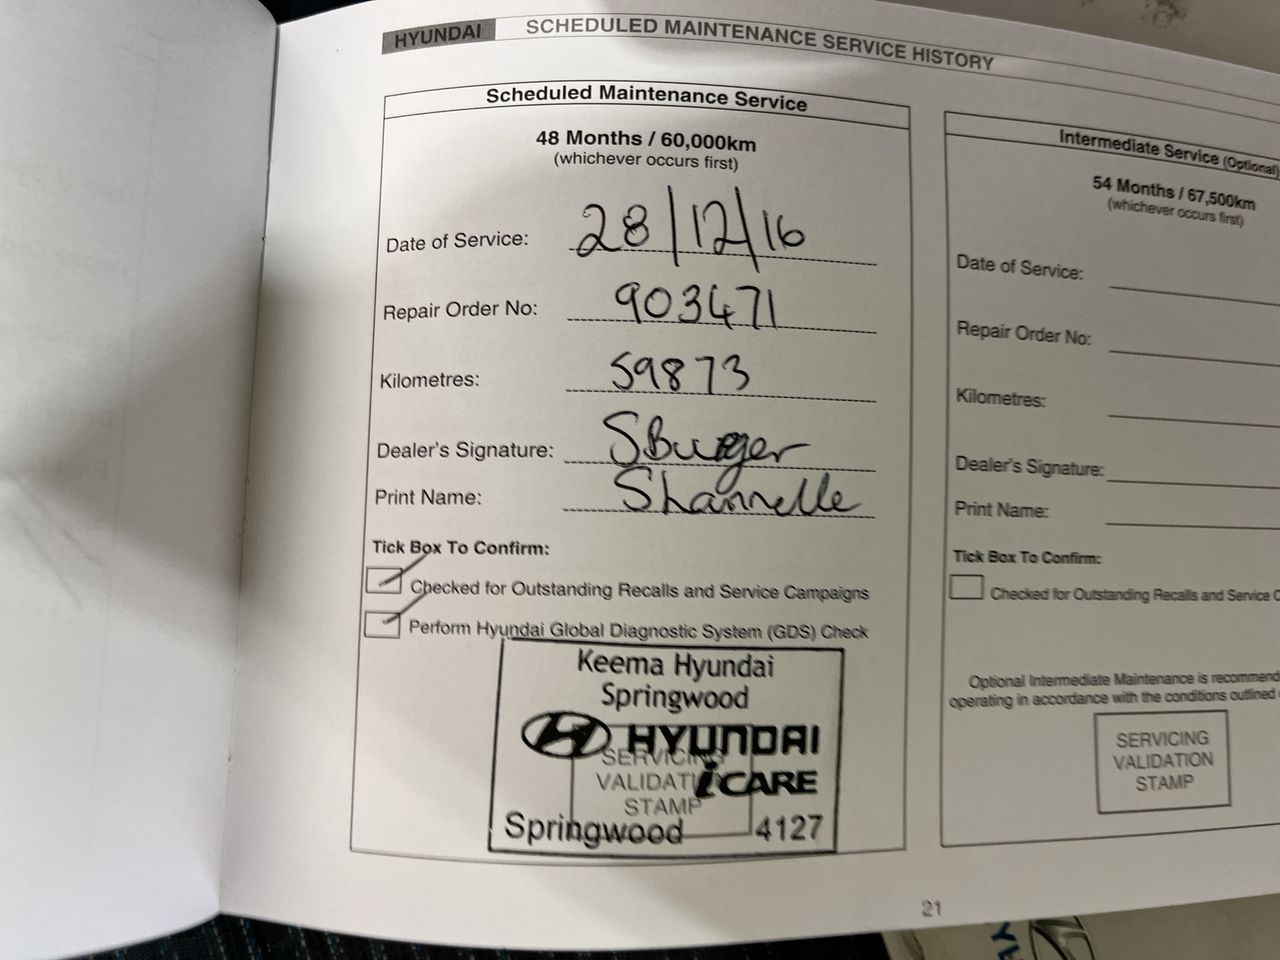 HYUNDAI SCHEDULED MAINTENANCE SERVICE HISTORY
Scheduled Maintenance Service
48 Months / 60,000km
(whichever occurs first)
Date of Service: 28/12/16
Repair Order No: 903471
Kilometres: 59873
Dealer's Signature: SBurger
Print Name: Shannelle
Tick Box To Confirm:
Checked for Outstanding Recalls and Service Campaigns
Perform Hyundai Global Diagnostic System (GDS) Check
Keema Hyundai
Springwood
HYUNDAI
SERVICING
VALIDATI iCARE
STAMP
Springwood 4127
Intermediate Service (Optional)
54 Months / 67,500km
(whichever occurs first)
Date of Service:
Repair Order No:
Kilometres:
Dealer's Signature:
Print Name:
Tick Box To Confirm:
Checked for Outstanding Recalls and Service C
Optional Intermediate Maintenance is recommend
operating in accordance with the conditions outlined
SERVICING
VALIDATION
STAMP
21